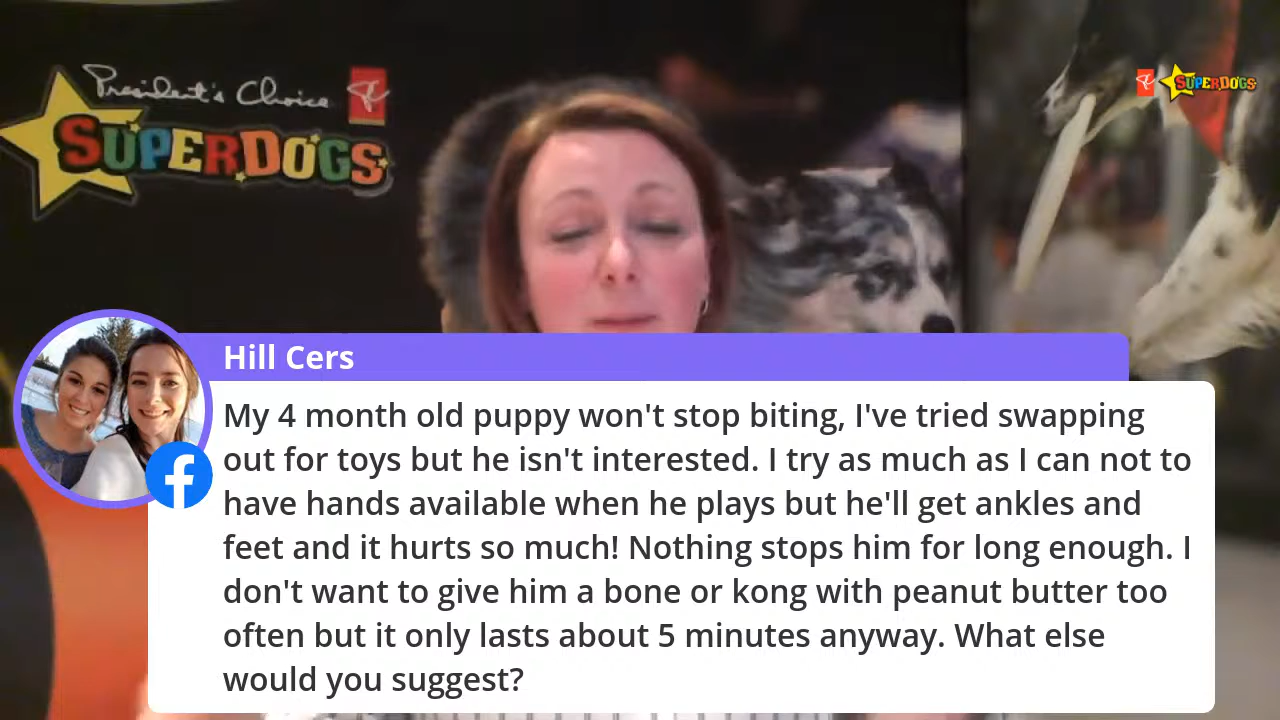 President's Choice
SUPERDOGS
SUPERDOGS
Hill Cers
My 4 month old puppy won't stop biting, I've tried swapping
out for toys but he isn't interested. I try as much as I can not to
have hands available when he plays but he'll get ankles and
feet and it hurts so much! Nothing stops him for long enough. I
don't want to give him a bone or kong with peanut butter too
often but it only lasts about 5 minutes anyway. What else
would you suggest?